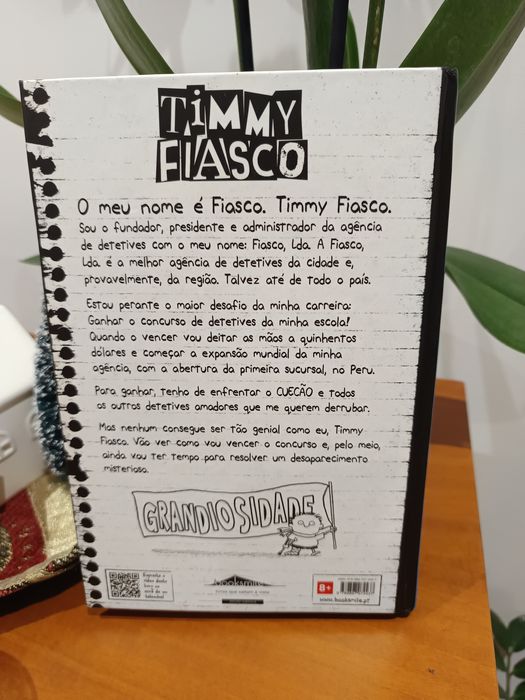 TiMMY
FIASCO
O meu nome é Fiasco. Timmy Fiasco.
Sou o fundador, presidente e administrador da agência
de detetives com o meu nome: Fiasco, Lda. A Fiasco,
Lda. é a melhor agência de detetives da cidade e,
provavelmente, da região. Talvez até de todo o país.
Estou perante o maior desafio da minha carreira:
Ganhar o concurso de detetives da minha escola!
Quando o vencer vou deitar as mãos a quinhentos
dólares e começar a expansão mundial da minha
agência, com a abertura da primeira sucursal, no Peru.
Para ganhar, tenho de enfrentar o CUECÃO e todos
os outros detetives amadores que me querem derrubar.
Mas nenhum consegue ser tão genial como eu, Timmy
Fiasco. Vão ver como vou vencer o concurso e, pelo meio,
ainda vou ter tempo para resolver um desaparecimento
misterioso.
GRANDIOSIDADE
booksmile
8+
www.booksmile.pt